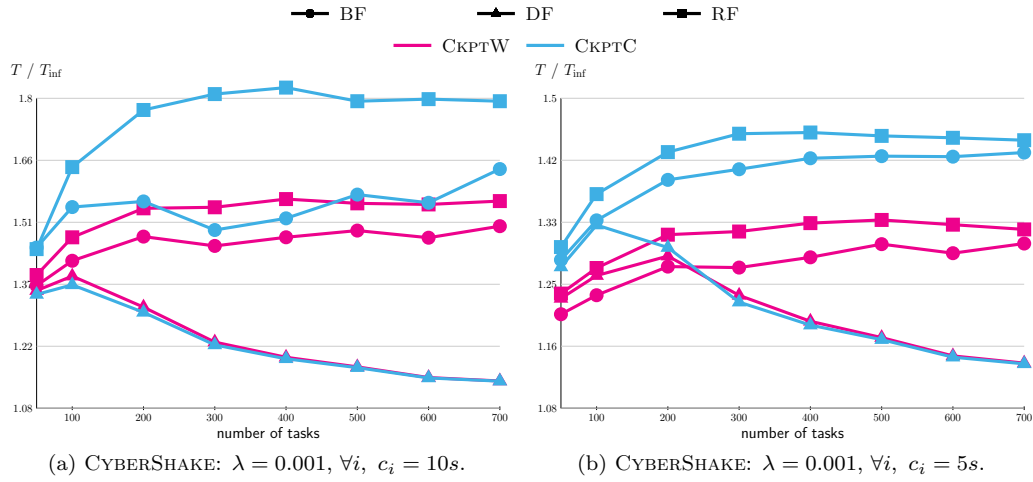 BF DF RF
CKPTW CKPTC
T / T_inf
1.8
1.66
1.51
1.37
1.22
1.08
100 200 300 400 500 600 700
number of tasks
(a) CYBERSHAKE: λ = 0.001, ∀i, c_i = 10s.
T / T_inf
1.5
1.42
1.33
1.25
1.16
1.08
100 200 300 400 500 600 700
number of tasks
(b) CYBERSHAKE: λ = 0.001, ∀i, c_i = 5s.